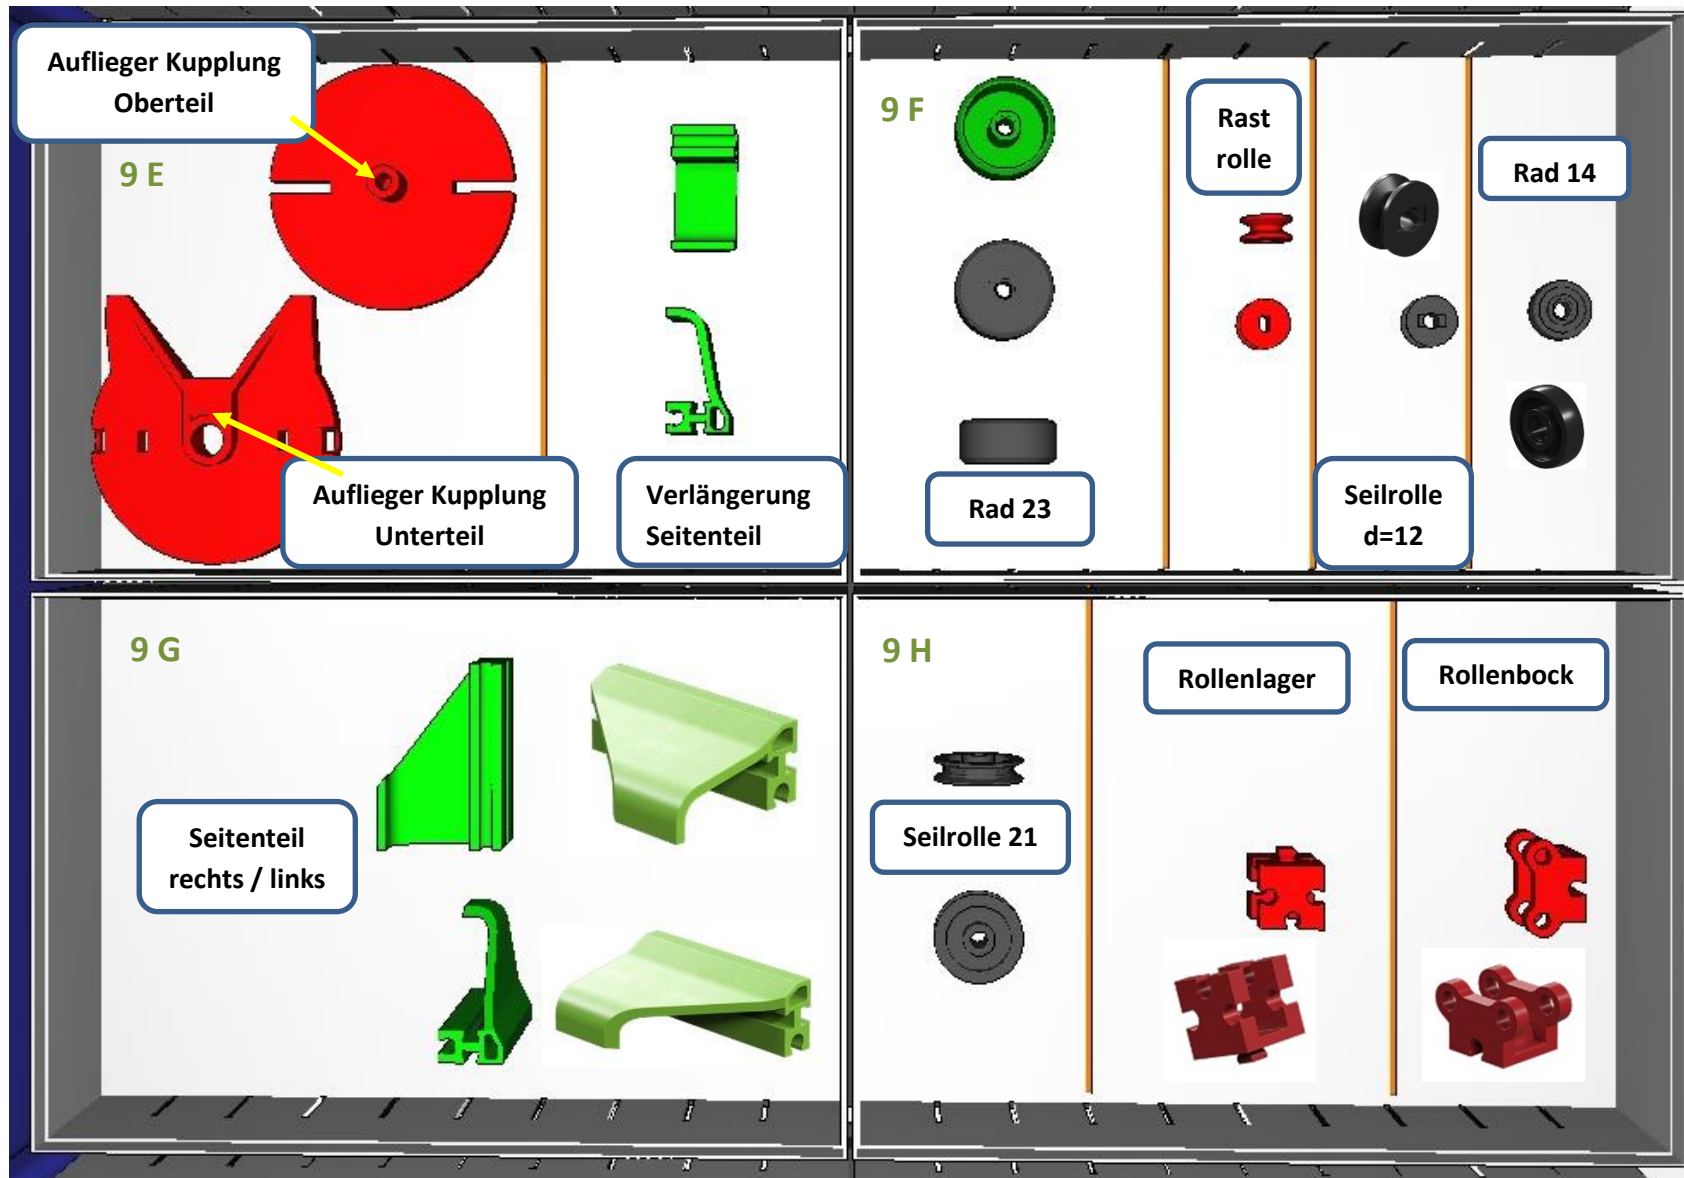 Auflieger Kupplung
Oberteil
9 E
Auflieger Kupplung
Unterteil
Verlängerung
Seitenteil
9 F
Rast
rolle
Rad 14
Rad 23
Seilrolle
d=12
9 G
Seitenteil
rechts / links
9 H
Rollenlager
Rollenbock
Seilrolle 21